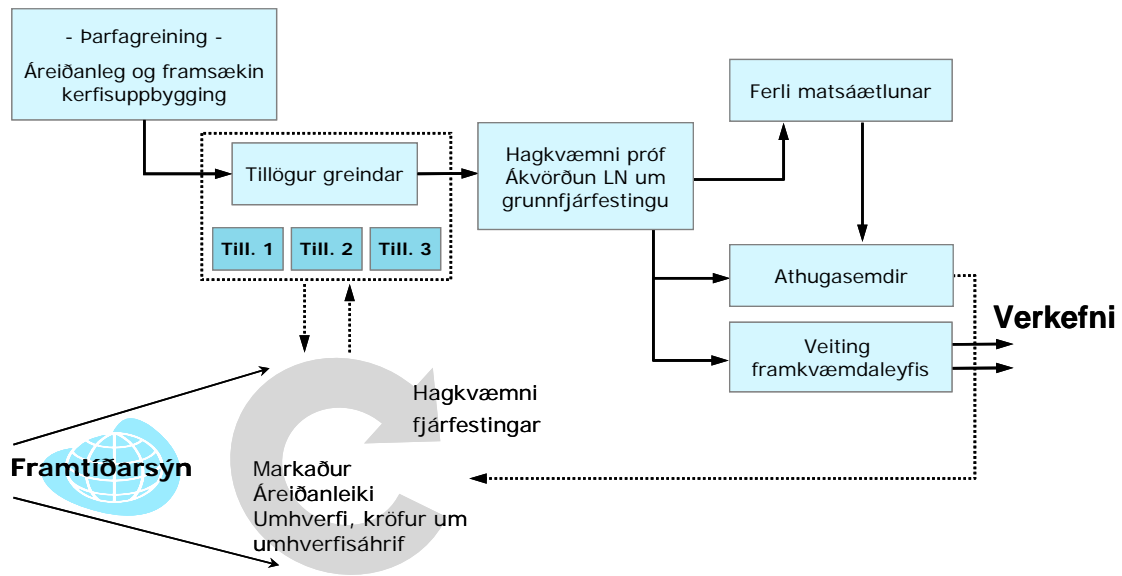 - Þarfagreining -
Áreiðanleg og framsækin
kerfisuppbygging
Ferli matsáætlunar
Tillögur greindar
Hagkvæmni próf
Ákvörðun LN um
grunnfjárfestingu
Till. 1
Till. 2
Till. 3
Athugasemdir
Verkefni
Veiting
framkvæmdaleyfis
Hagkvæmni
fjárfestingar
Framtíðarsýn
Markaður
Áreiðanleiki
Umhverfi, kröfur um
umhverfisáhrif